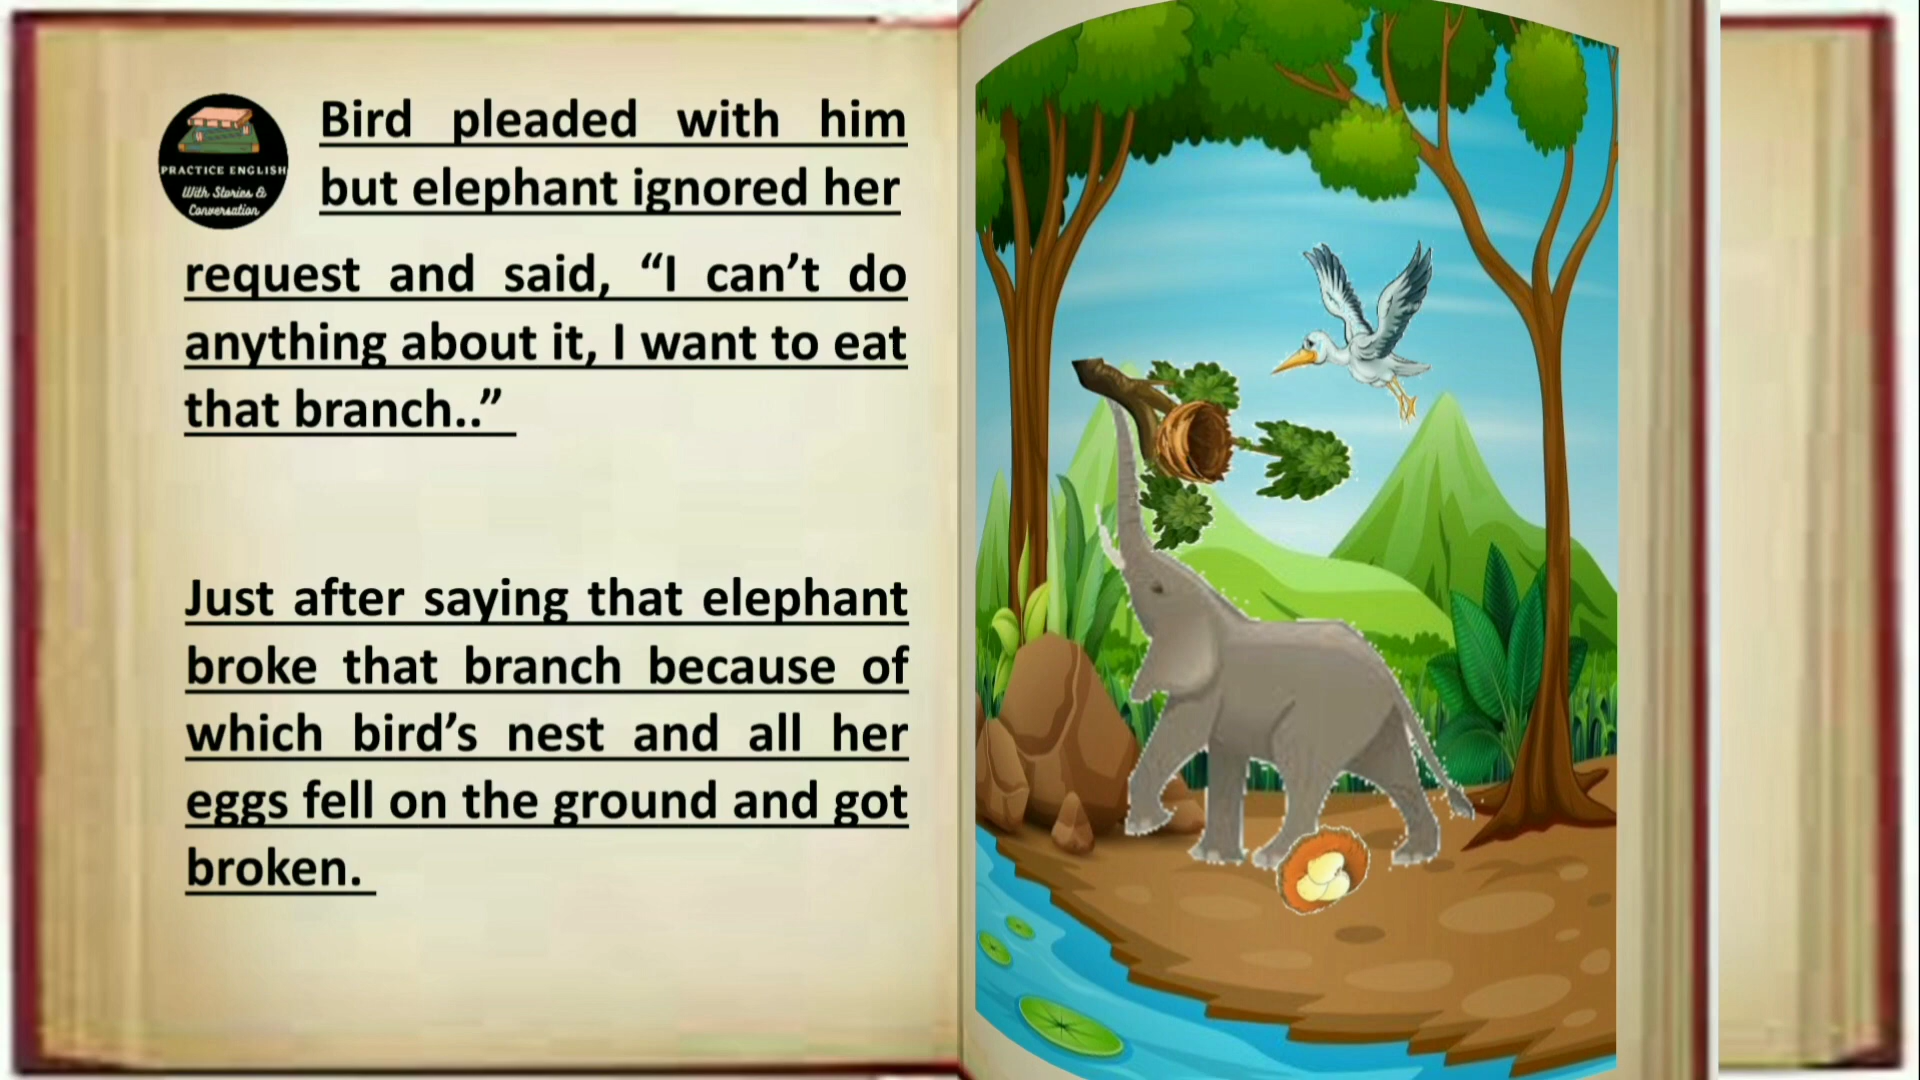 PRACTICE ENGLISH
With Stories &
Conversation
Bird pleaded with him
but elephant ignored her
request and said, “I can’t do
anything about it, I want to eat
that branch..”
Just after saying that elephant
broke that branch because of
which bird’s nest and all her
eggs fell on the ground and got
broken.